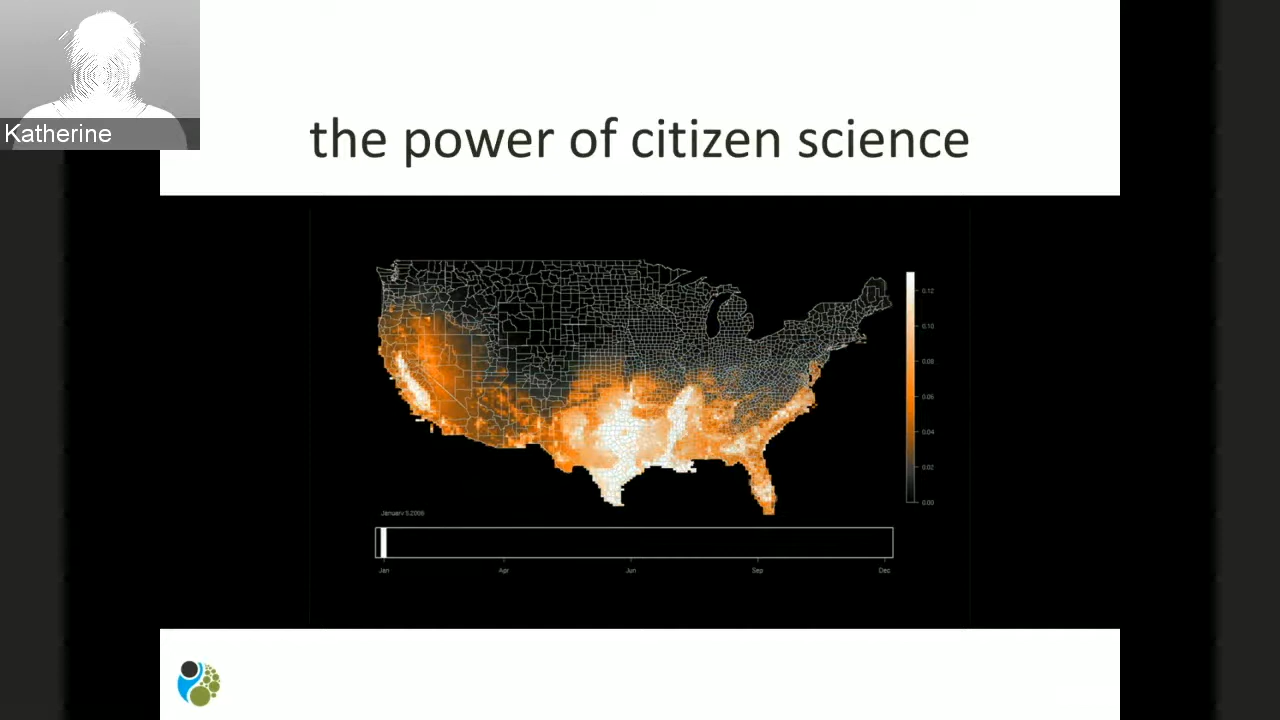 Katherine
the power of citizen science
0.12
0.10
0.08
0.06
0.04
0.02
0.00
Jan Apr Jun Sep Dec